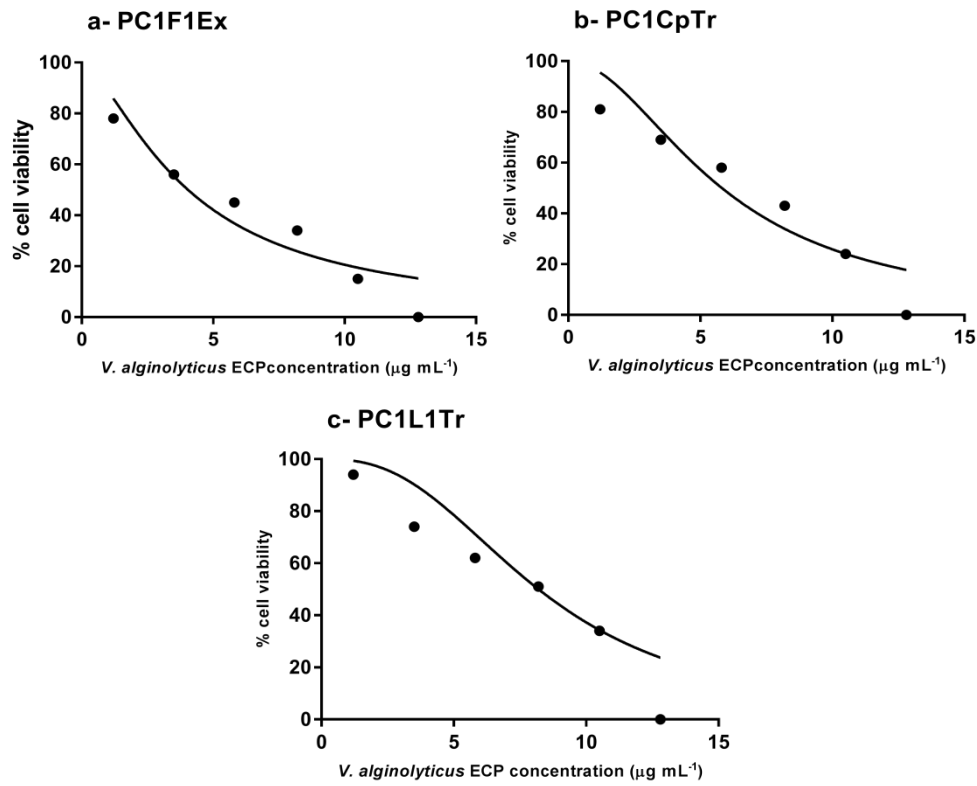 a- PC1F1Ex
100
80
60
40
20
0
% cell viability
0 5 10 15
V. alginolyticus ECPconcentration (μg mL⁻¹)
b- PC1CpTr
100
80
60
40
20
0
% cell viability
0 5 10 15
V. alginolyticus ECPconcentration (μg mL⁻¹)
c- PC1L1Tr
100
80
60
40
20
0
% cell viability
0 5 10 15
V. alginolyticus ECP concentration (μg mL⁻¹)